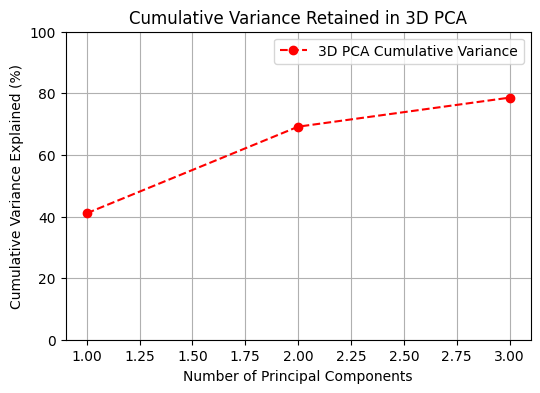 Cumulative Variance Retained in 3D PCA
3D PCA Cumulative Variance
Cumulative Variance Explained (%)
100
80
60
40
20
0
1.00 1.25 1.50 1.75 2.00 2.25 2.50 2.75 3.00
Number of Principal Components